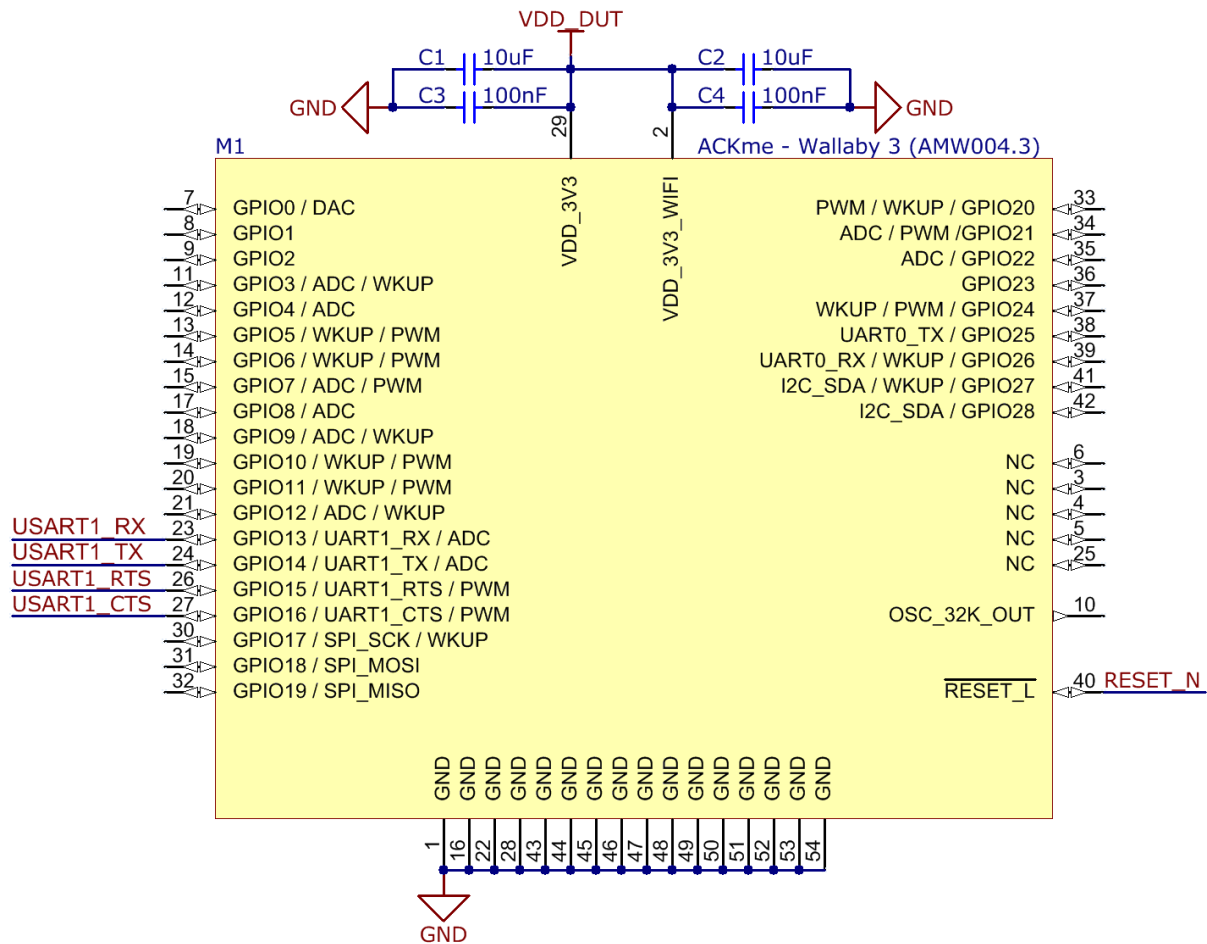 VDD_DUT
C1 10uF C2 10uF
GND C3 100nF C4 100nF GND
29 2
M1 ACKme - Wallaby 3 (AMW004.3)
VDD_3V3 VDD_3V3_WIFI
7 GPIO0 / DAC PWM / WKUP / GPIO20 33
8 GPIO1 ADC / PWM /GPIO21 34
9 GPIO2 ADC / GPIO22 35
11 GPIO3 / ADC / WKUP GPIO23 36
12 GPIO4 / ADC WKUP / PWM / GPIO24 37
13 GPIO5 / WKUP / PWM UART0_TX / GPIO25 38
14 GPIO6 / WKUP / PWM UART0_RX / WKUP / GPIO26 39
15 GPIO7 / ADC / PWM I2C_SDA / WKUP / GPIO27 41
17 GPIO8 / ADC I2C_SDA / GPIO28 42
18 GPIO9 / ADC / WKUP
19 GPIO10 / WKUP / PWM NC 6
20 GPIO11 / WKUP / PWM NC 3
21 GPIO12 / ADC / WKUP NC 4
USART1_RX 23 GPIO13 / UART1_RX / ADC NC 5
USART1_TX 24 GPIO14 / UART1_TX / ADC NC 25
USART1_RTS 26 GPIO15 / UART1_RTS / PWM
USART1_CTS 27 GPIO16 / UART1_CTS / PWM OSC_32K_OUT 10
30 GPIO17 / SPI_SCK / WKUP
31 GPIO18 / SPI_MOSI
32 GPIO19 / SPI_MISO RESET_L 40 RESET_N
GND GND GND GND GND GND GND GND GND GND GND GND GND GND GND GND
1 16 22 28 43 44 45 46 47 48 49 50 51 52 53 54
GND